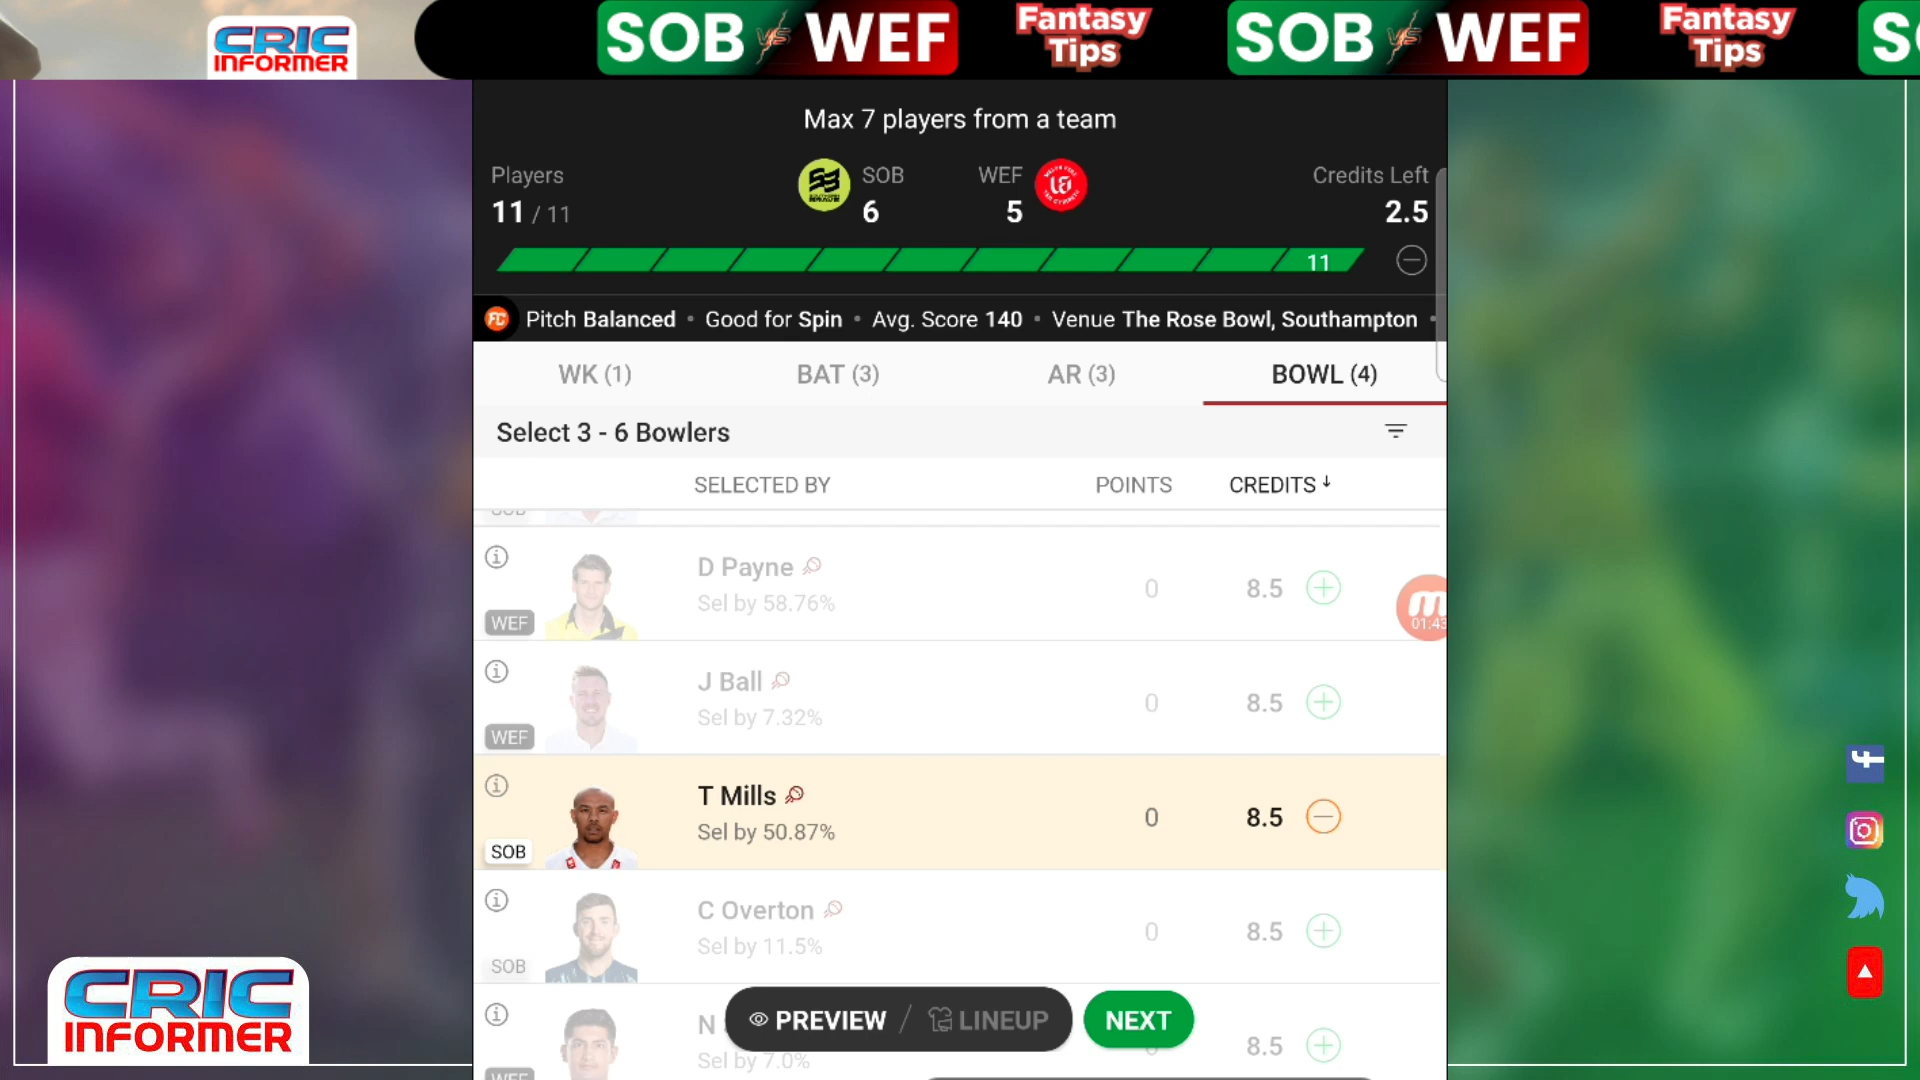 CRIC
INFORMER
SOB vs WEF
Fantasy
Tips
SOB vs WEF
Fantasy
Tips
Max 7 players from a team
Players
11 / 11
SOB
6
WEF
5
Credits Left
2.5
11
FC Pitch Balanced • Good for Spin • Avg. Score 140 • Venue The Rose Bowl, Southampton •
WK (1)
BAT (3)
AR (3)
BOWL (4)
Select 3 - 6 Bowlers
SELECTED BY
POINTS
CREDITS ↓
SOB
D Payne
Sel by 58.76%
0
8.5
WEF
01:43
J Ball
Sel by 7.32%
0
8.5
WEF
T Mills
Sel by 50.87%
0
8.5
SOB
C Overton
Sel by 11.5%
0
8.5
SOB
N
Sel by 7.0%
8.5
WEF
PREVIEW / LINEUP
NEXT
CRIC
INFORMER